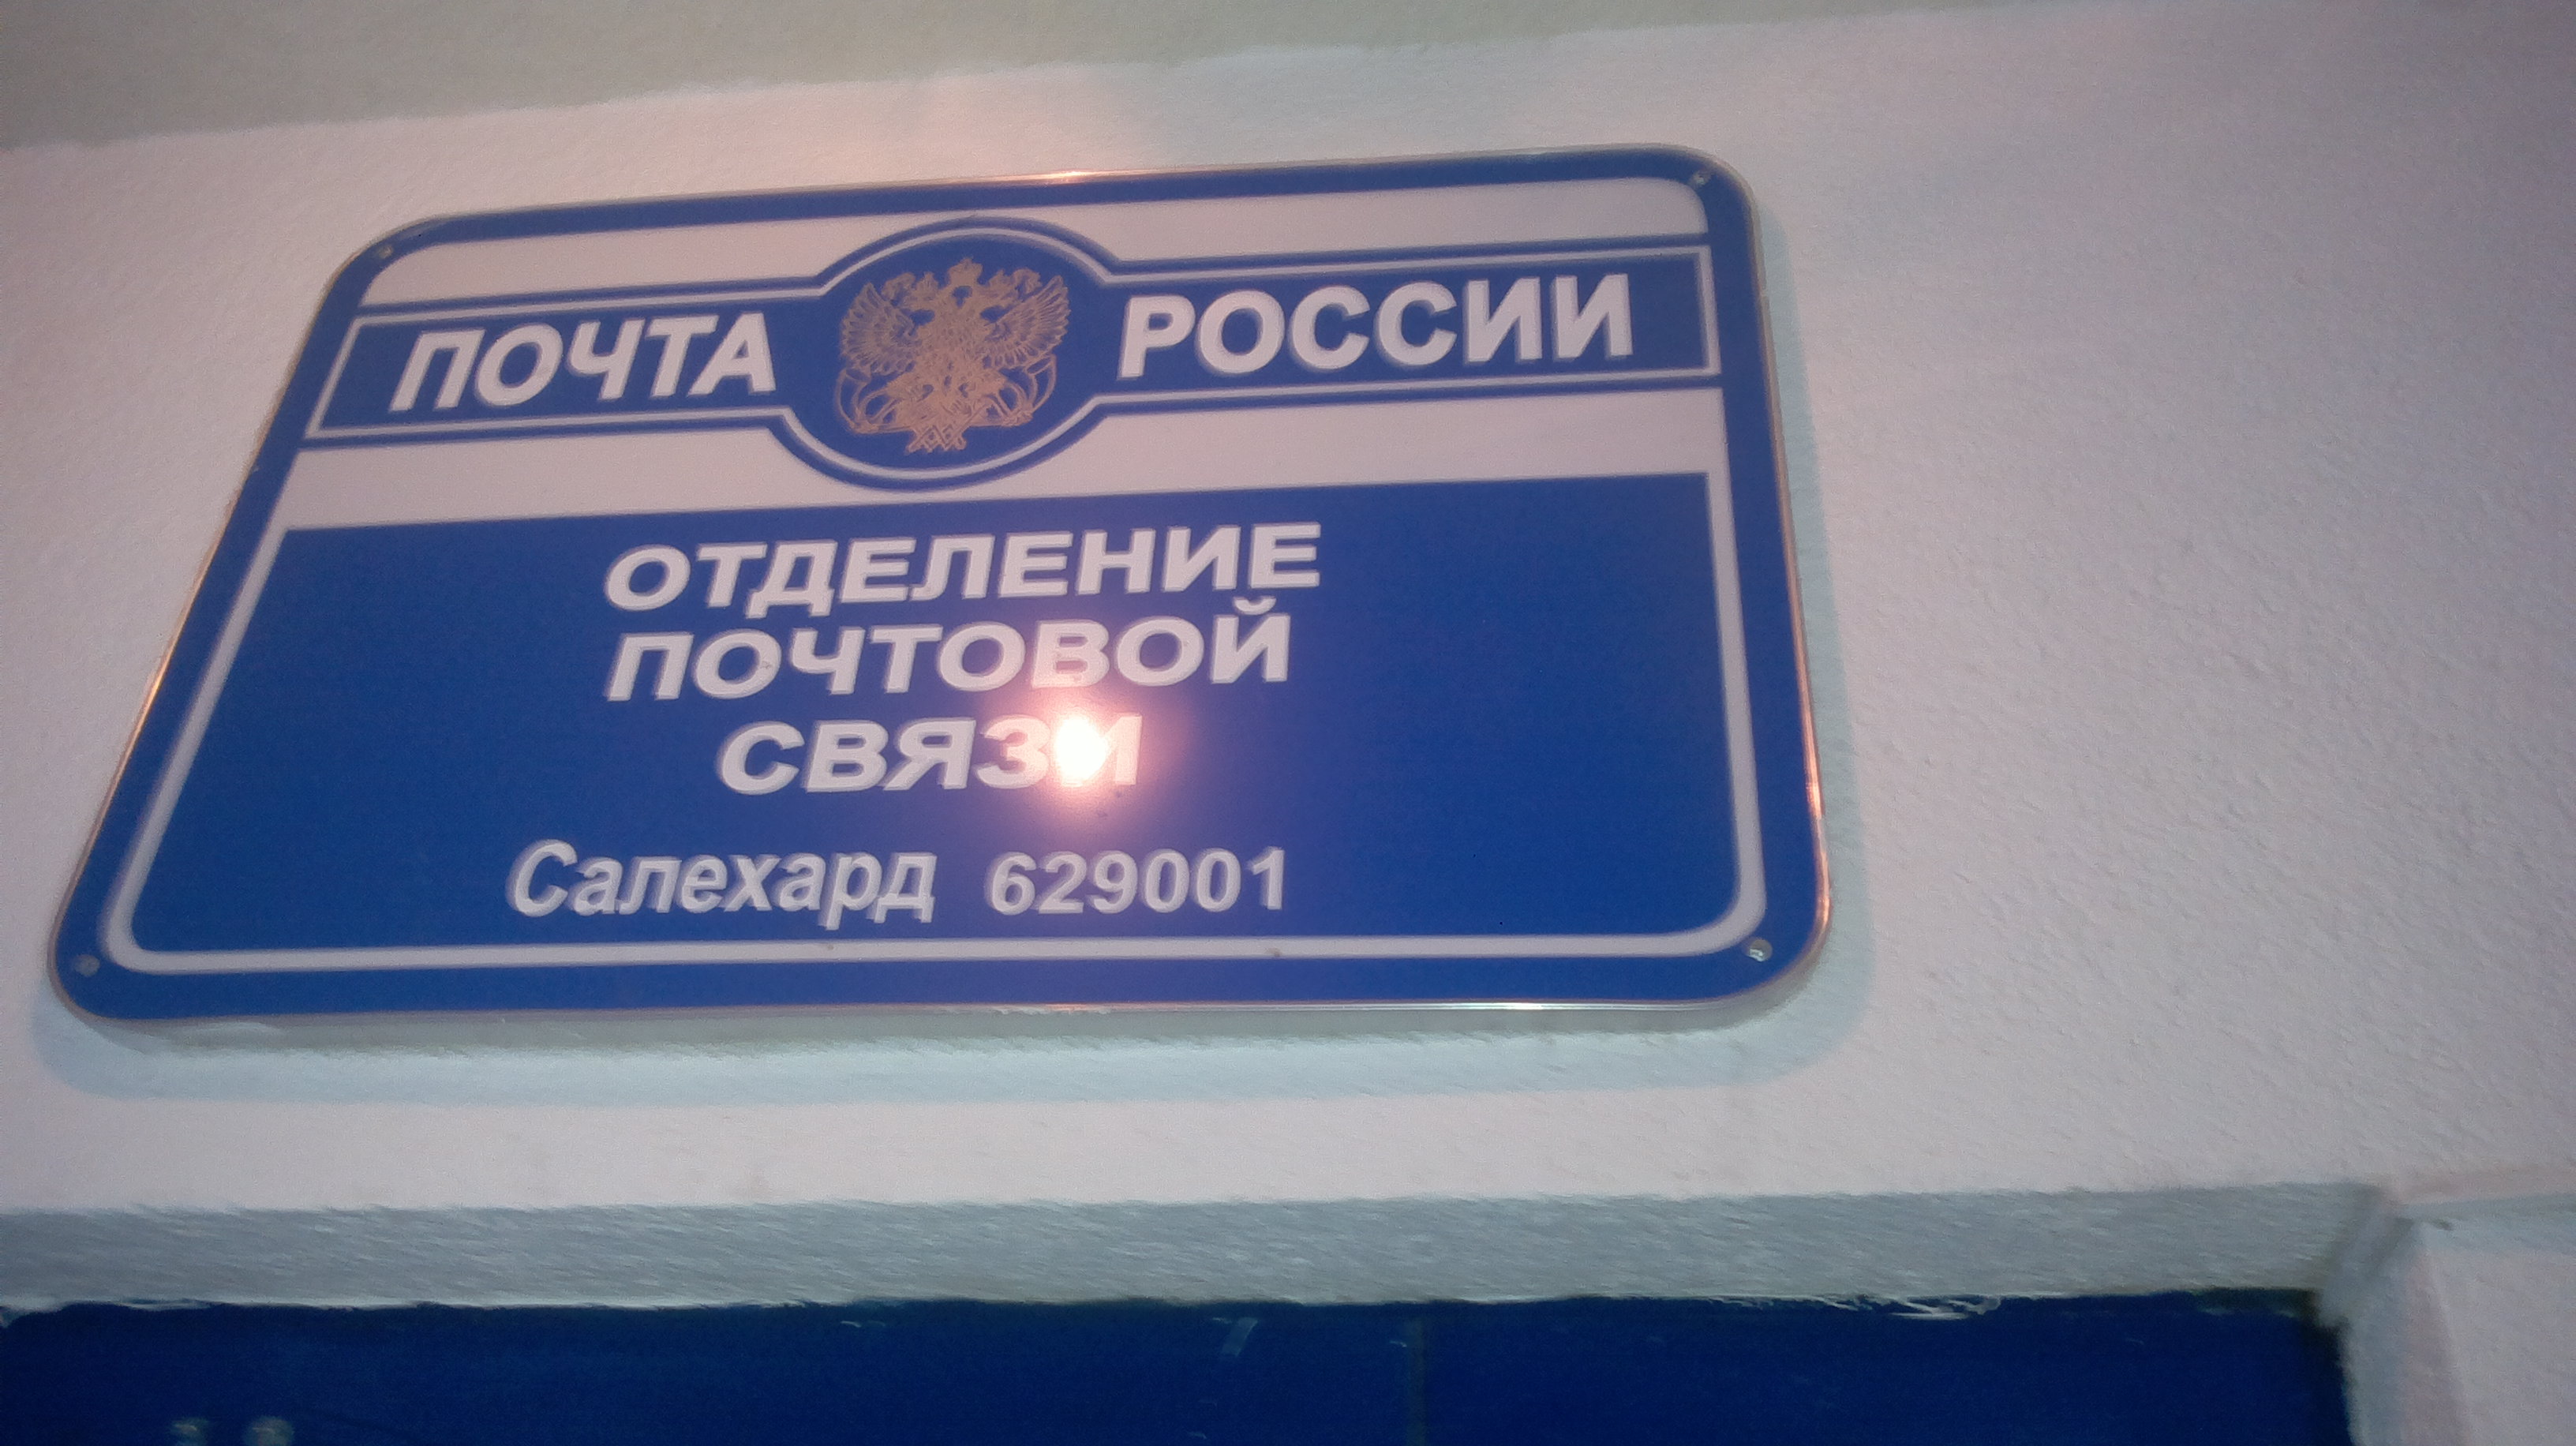 ПОЧТА РОССИИ
ОТДЕЛЕНИЕ
ПОЧТОВОЙ
СВЯЗИ
Салехард 629001